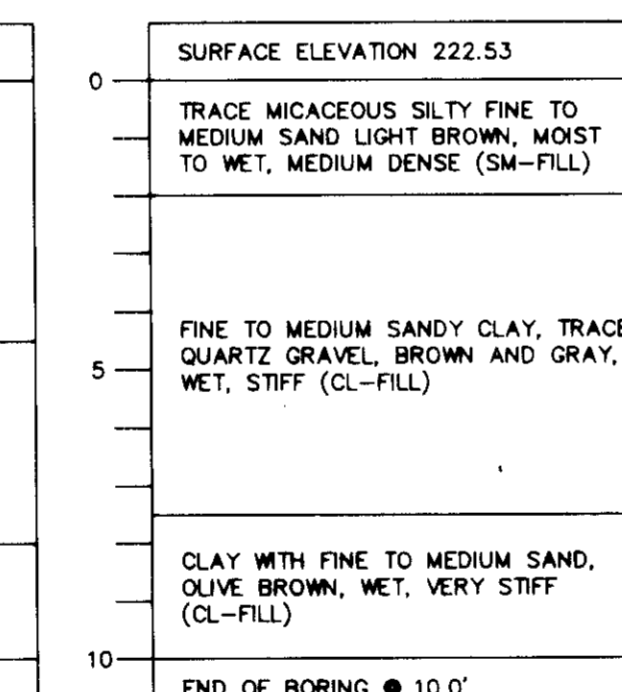 SURFACE ELEVATION 222.53
0
TRACE MICACEOUS SILTY FINE TO
MEDIUM SAND LIGHT BROWN, MOIST
TO WET, MEDIUM DENSE (SM-FILL)
FINE TO MEDIUM SANDY CLAY, TRACE
QUARTZ GRAVEL, BROWN AND GRAY,
5
WET, STIFF (CL-FILL)
CLAY WITH FINE TO MEDIUM SAND,
OLIVE BROWN, WET, VERY STIFF
(CL-FILL)
10
END OF BORING @ 10.0'